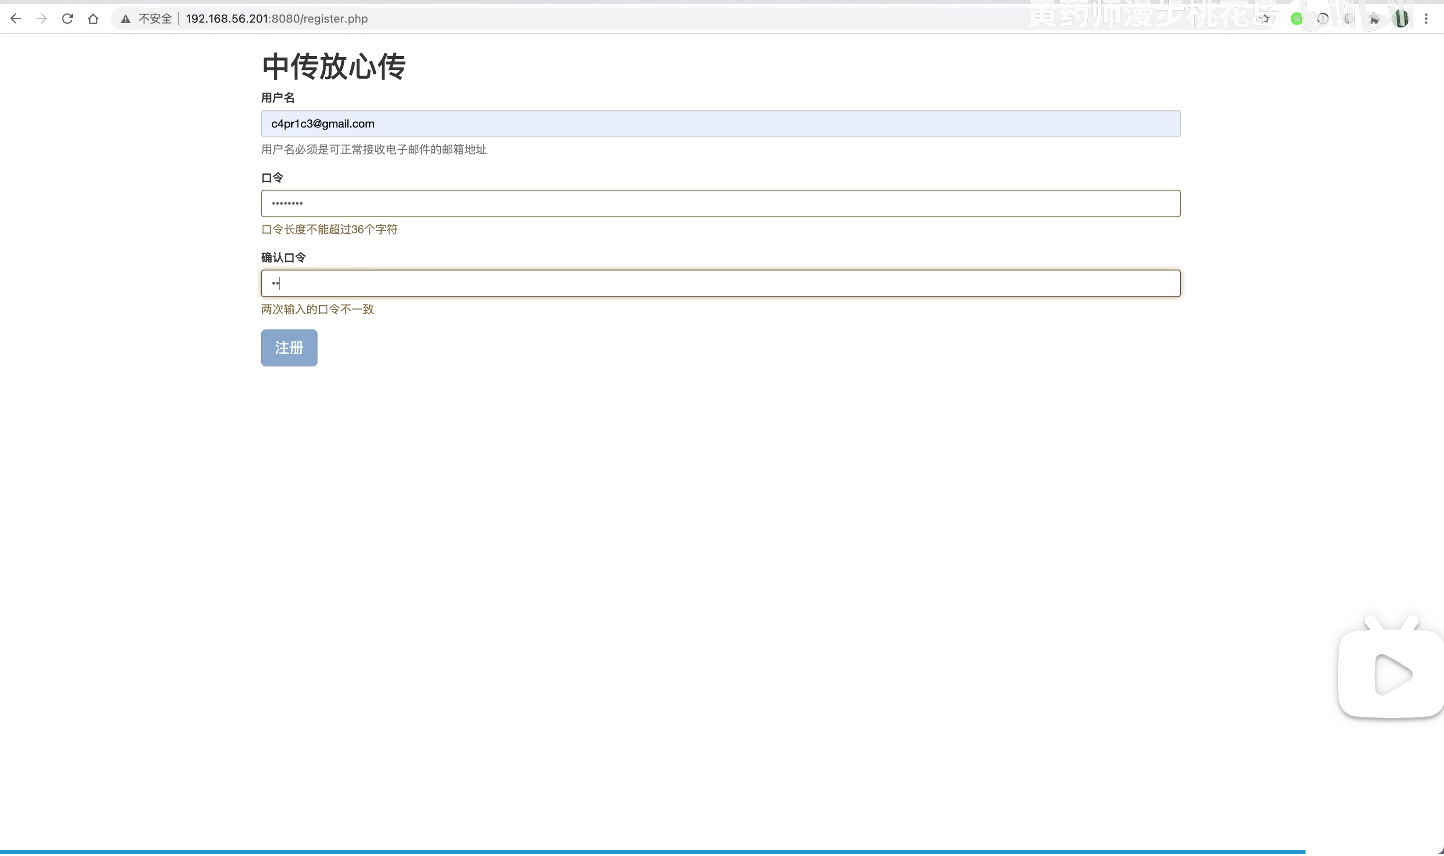 不安全 192.168.56.201:8080/register.php
黄药师漫步桃花
中传放心传
用户名
c4pr1c3@gmail.com
用户名必须是可正常接收电子邮件的邮箱地址
口令
••••••••
口令长度不能超过36个字符
确认口令
••
两次输入的口令不一致
注册